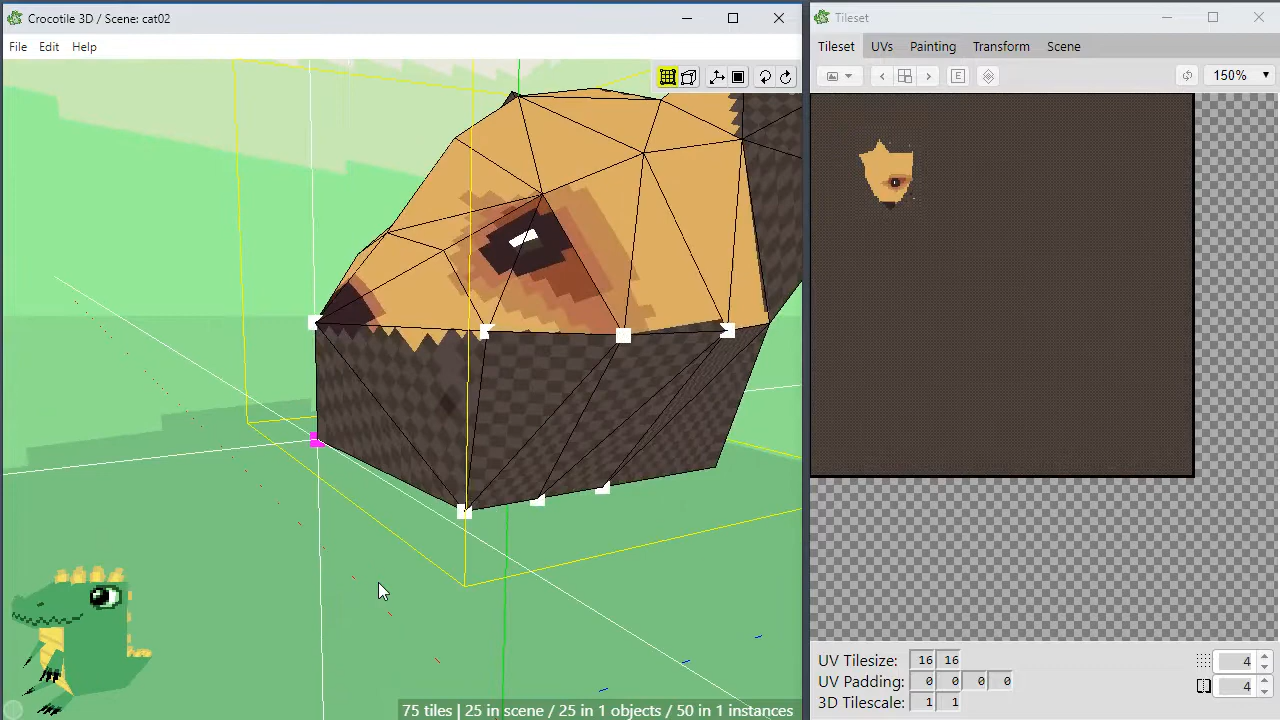 Crocotile 3D / Scene: cat02
File Edit Help
75 tiles | 25 in scene / 25 in 1 objects / 50 in 1 instances
Tileset
Tileset UVs Painting Transform Scene
E 150%
UV Tilesize: 16 16 4
UV Padding: 0 0 0 0 4
3D Tilescale: 1 1